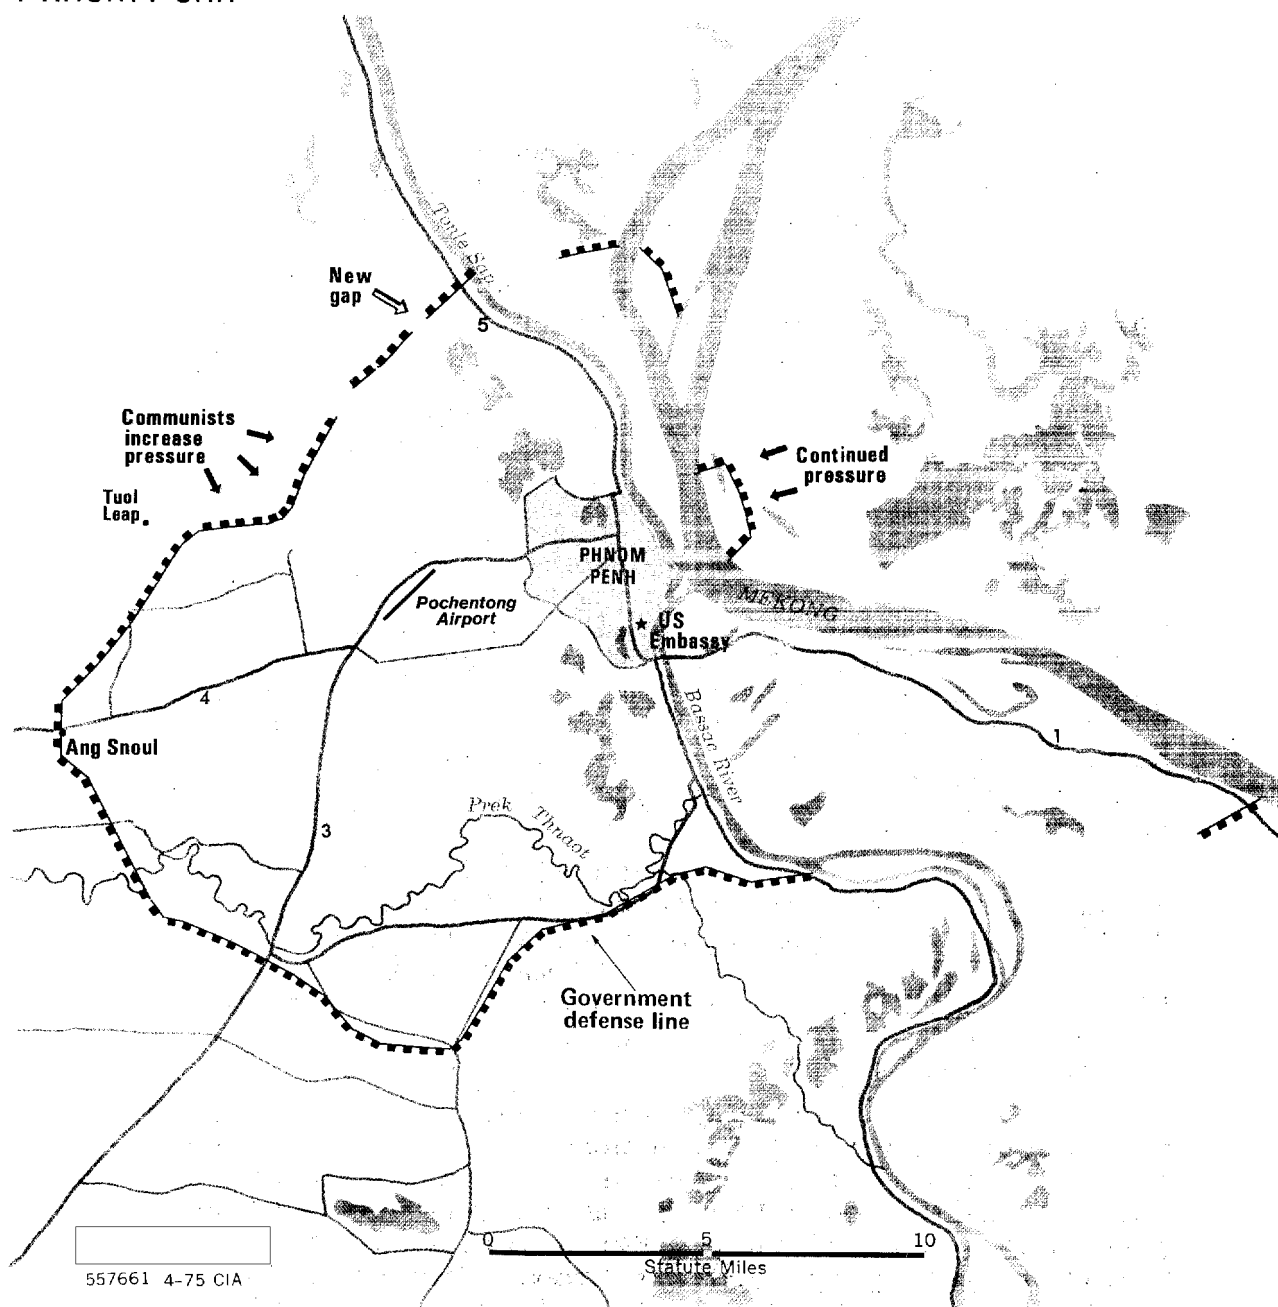 Tonle Sap
New
gap
5
Communists
increase
pressure
Continued
pressure
Tuol
Leap
PHNOM
PENH
Pochentong
Airport
MEKONG
US
Embassy
4
Bassac River
Ang Snoul
1
3
Prek Thnaot
Government
defense line
0 5 10
Statute Miles
557661 4-75 CIA